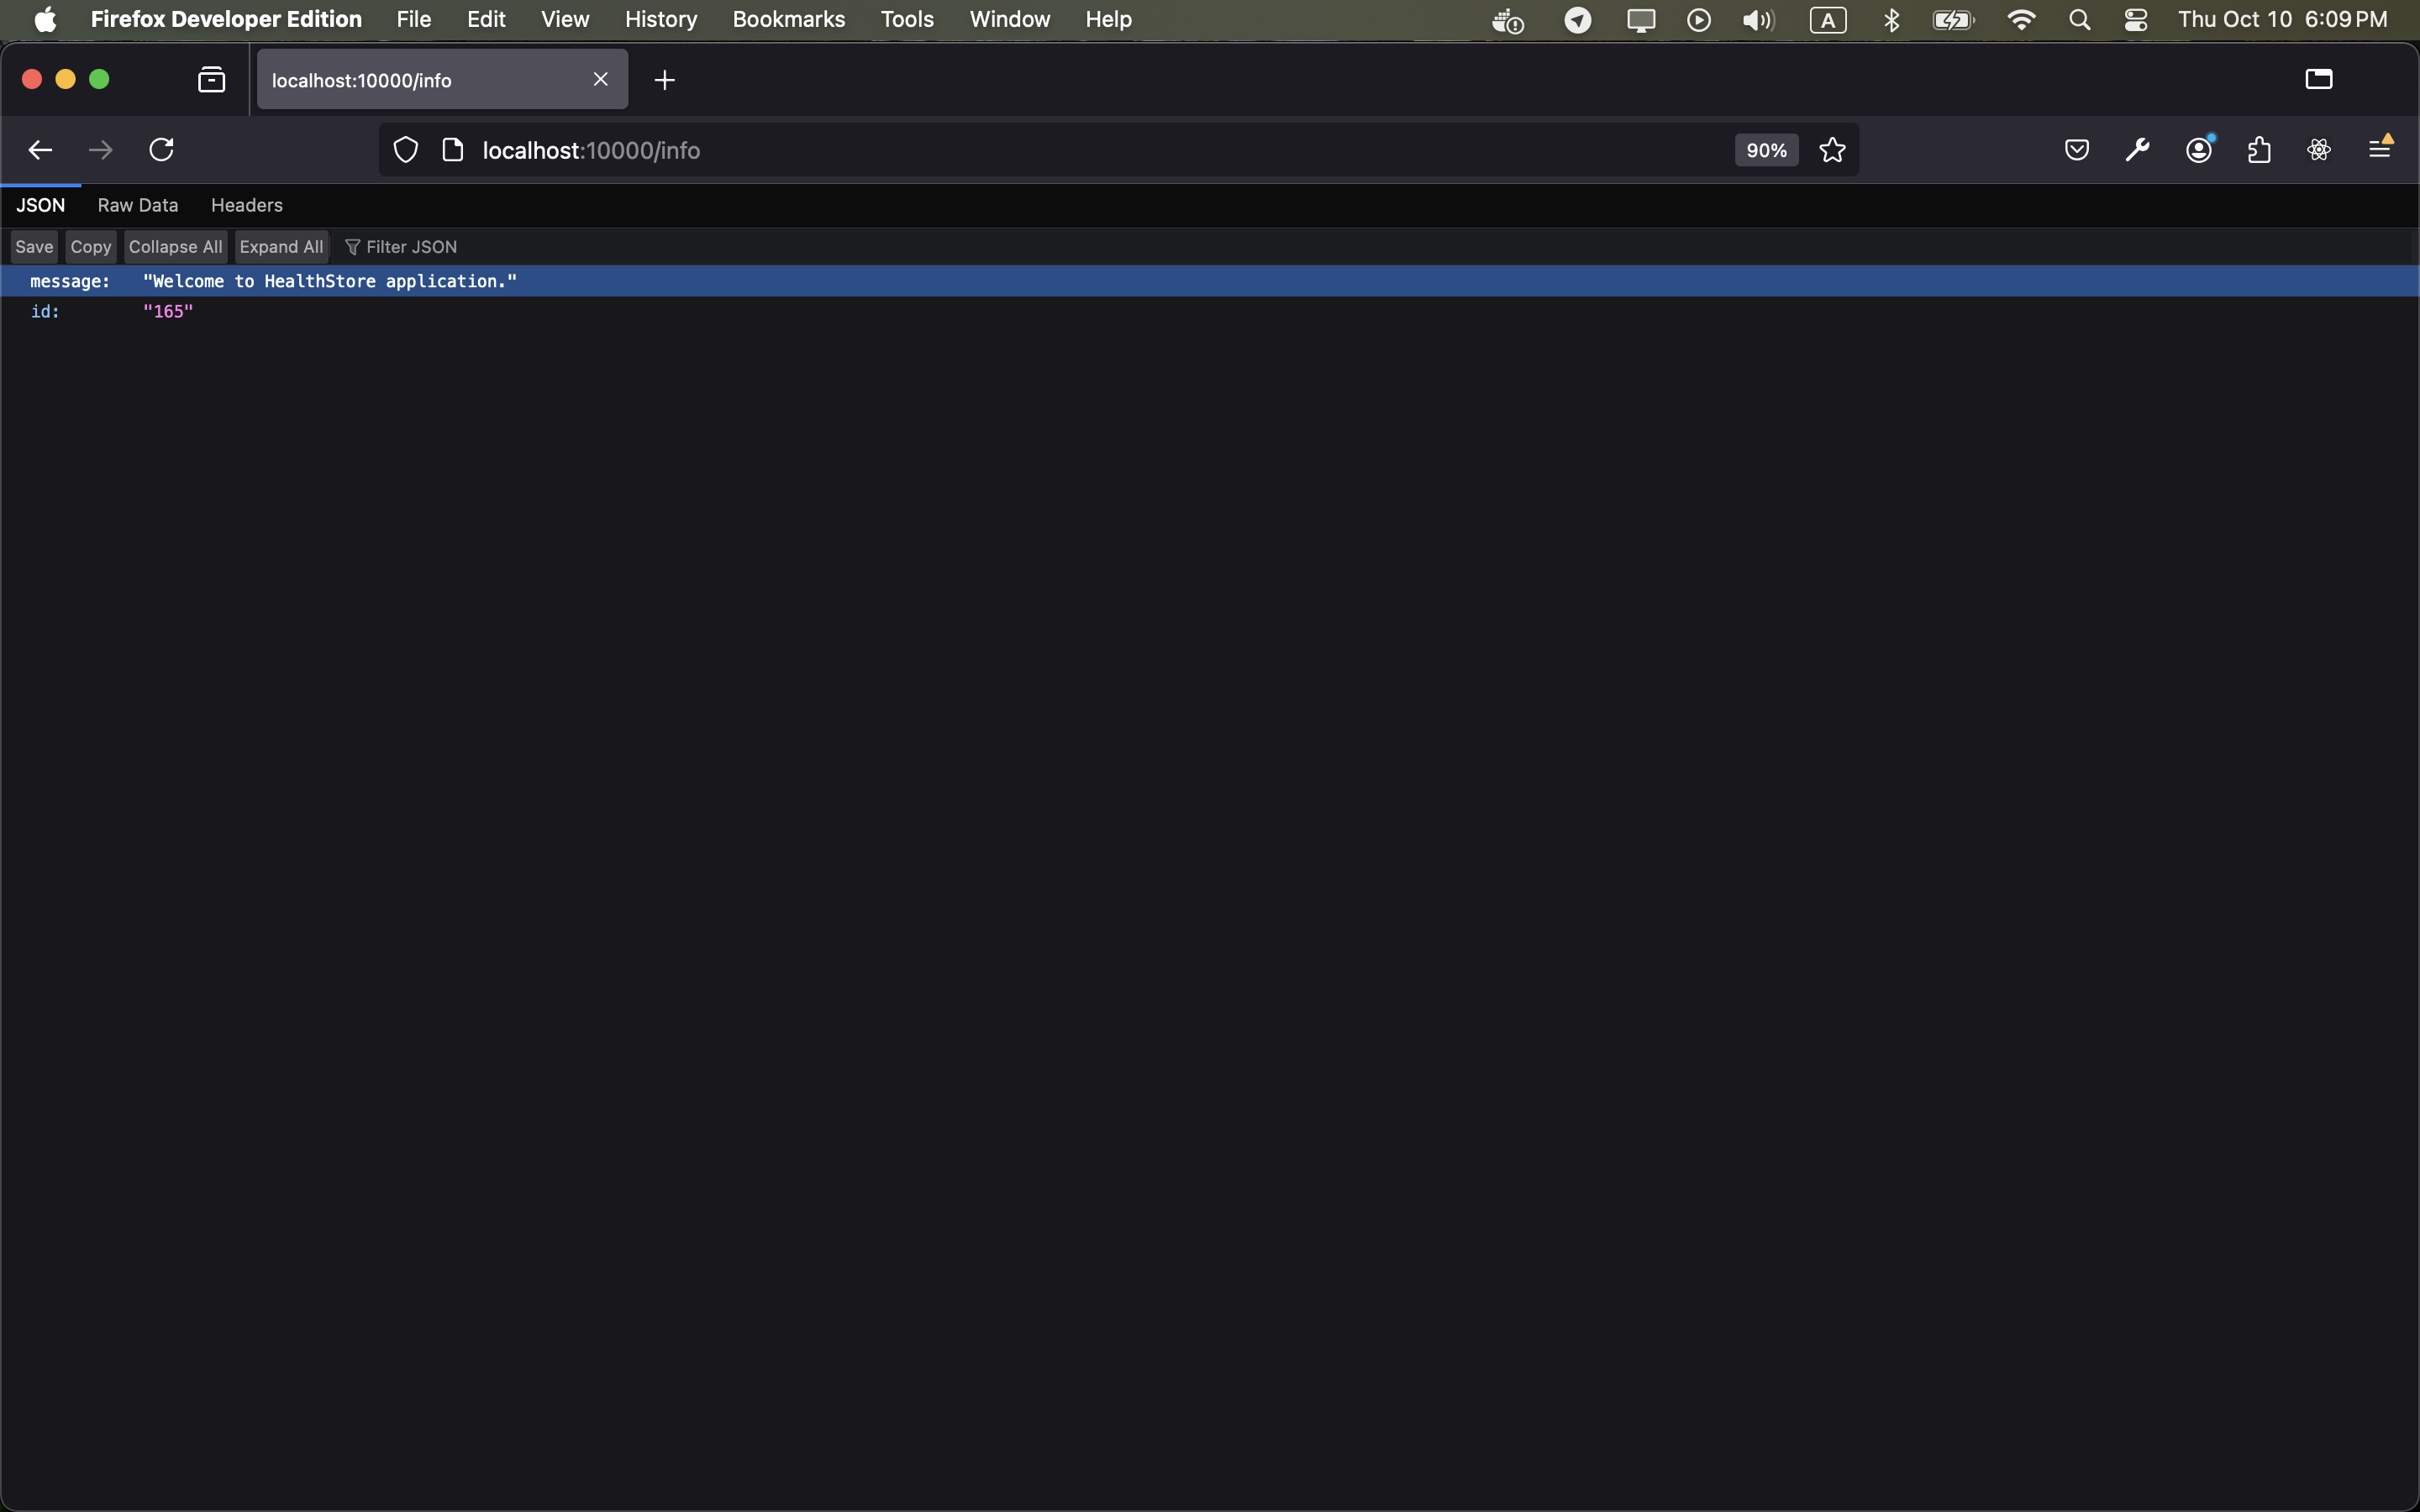 Firefox Developer Edition File Edit View History Bookmarks Tools Window Help A Thu Oct 10 6:09 PM
localhost:10000/info
localhost:10000/info 90%
JSON Raw Data Headers
Save Copy Collapse All Expand All Filter JSON
message: "Welcome to HealthStore application."
id: "165"